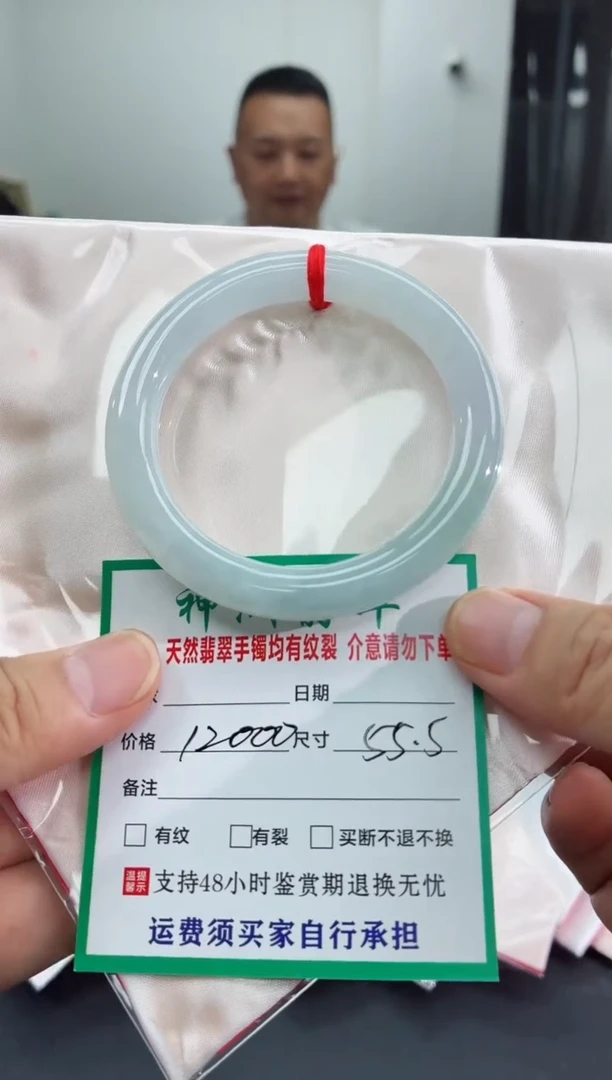 天然翡翠手镯均有纹裂 介意请勿下单
日期
价格 12000 尺寸 55.5
备注
有纹 有裂 买断不退不换
温馨提示 支持48小时鉴赏期退换无忧
运费须买家自行承担